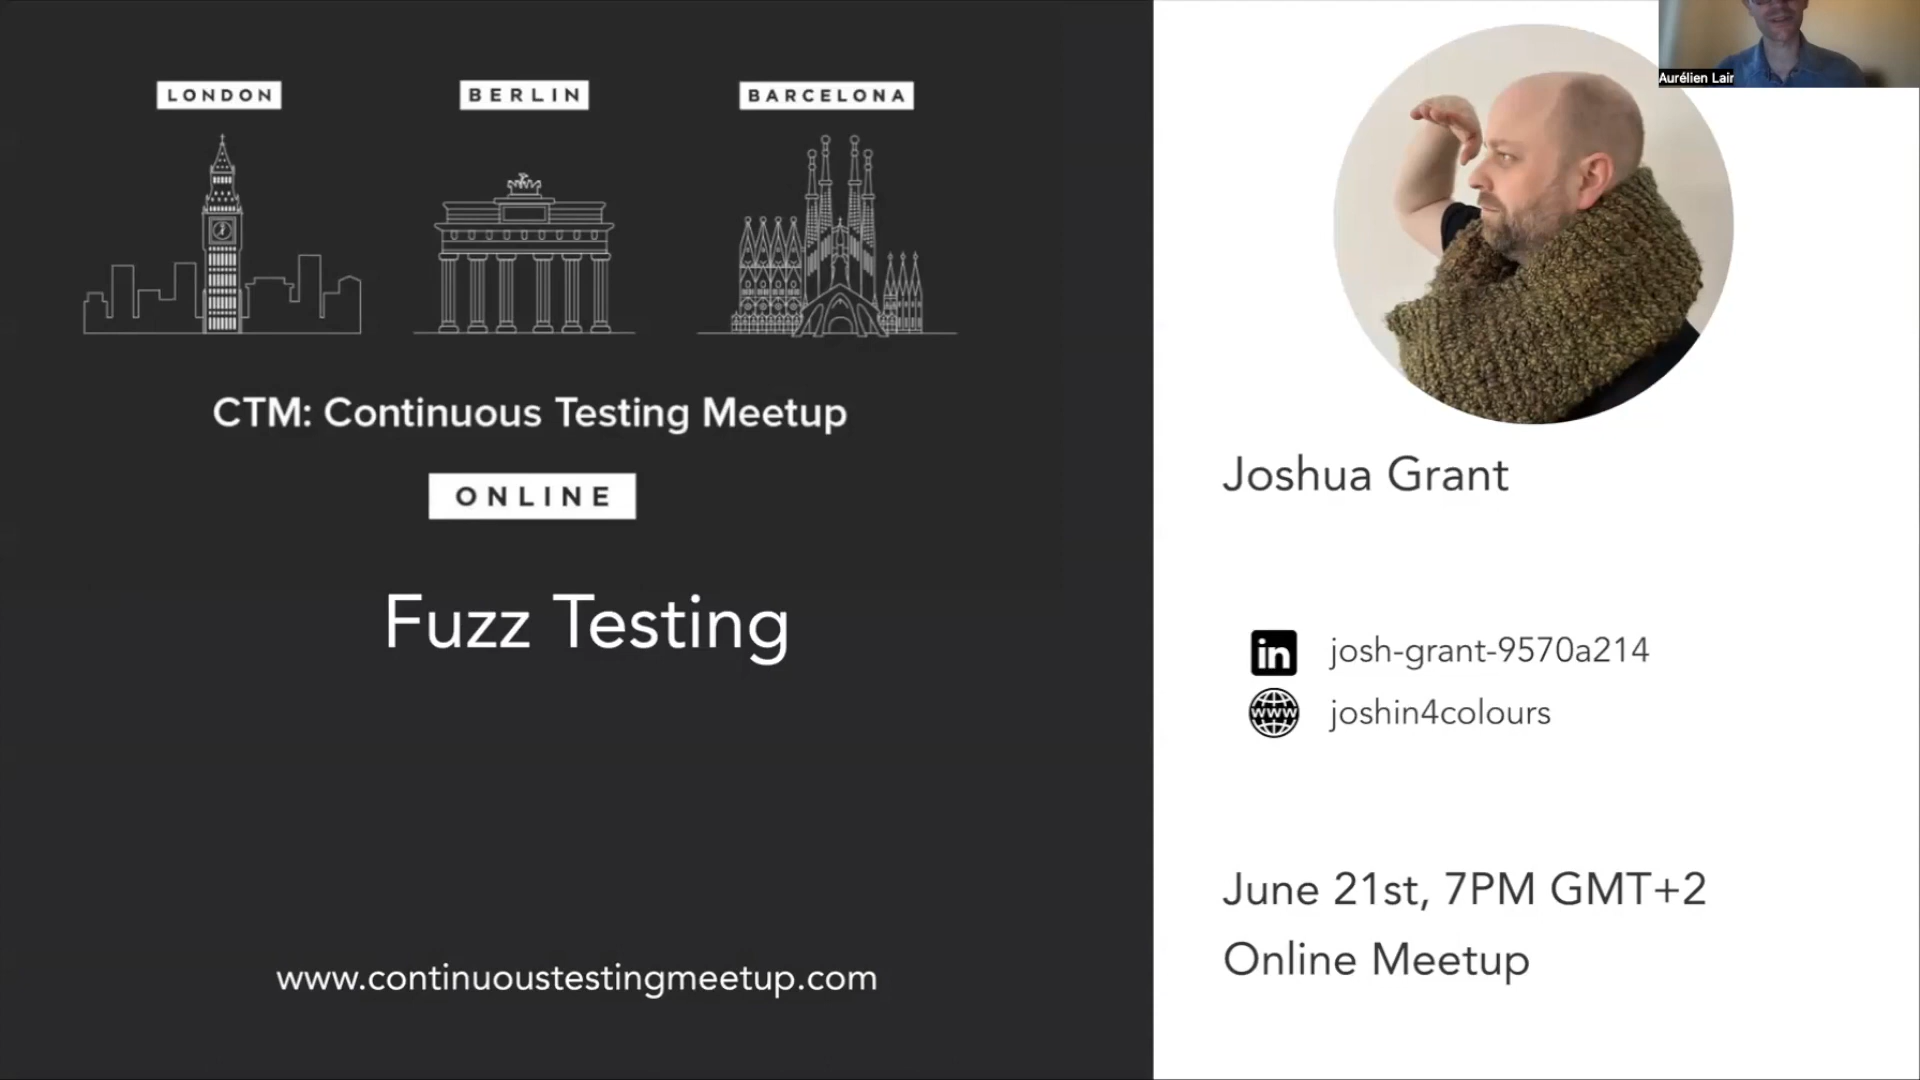 LONDON
BERLIN
BARCELONA
CTM: Continuous Testing Meetup
ONLINE
Fuzz Testing
www.continuoustestingmeetup.com
Aurélien Lair
Joshua Grant
in josh-grant-9570a214
www joshin4colours
June 21st, 7PM GMT+2
Online Meetup